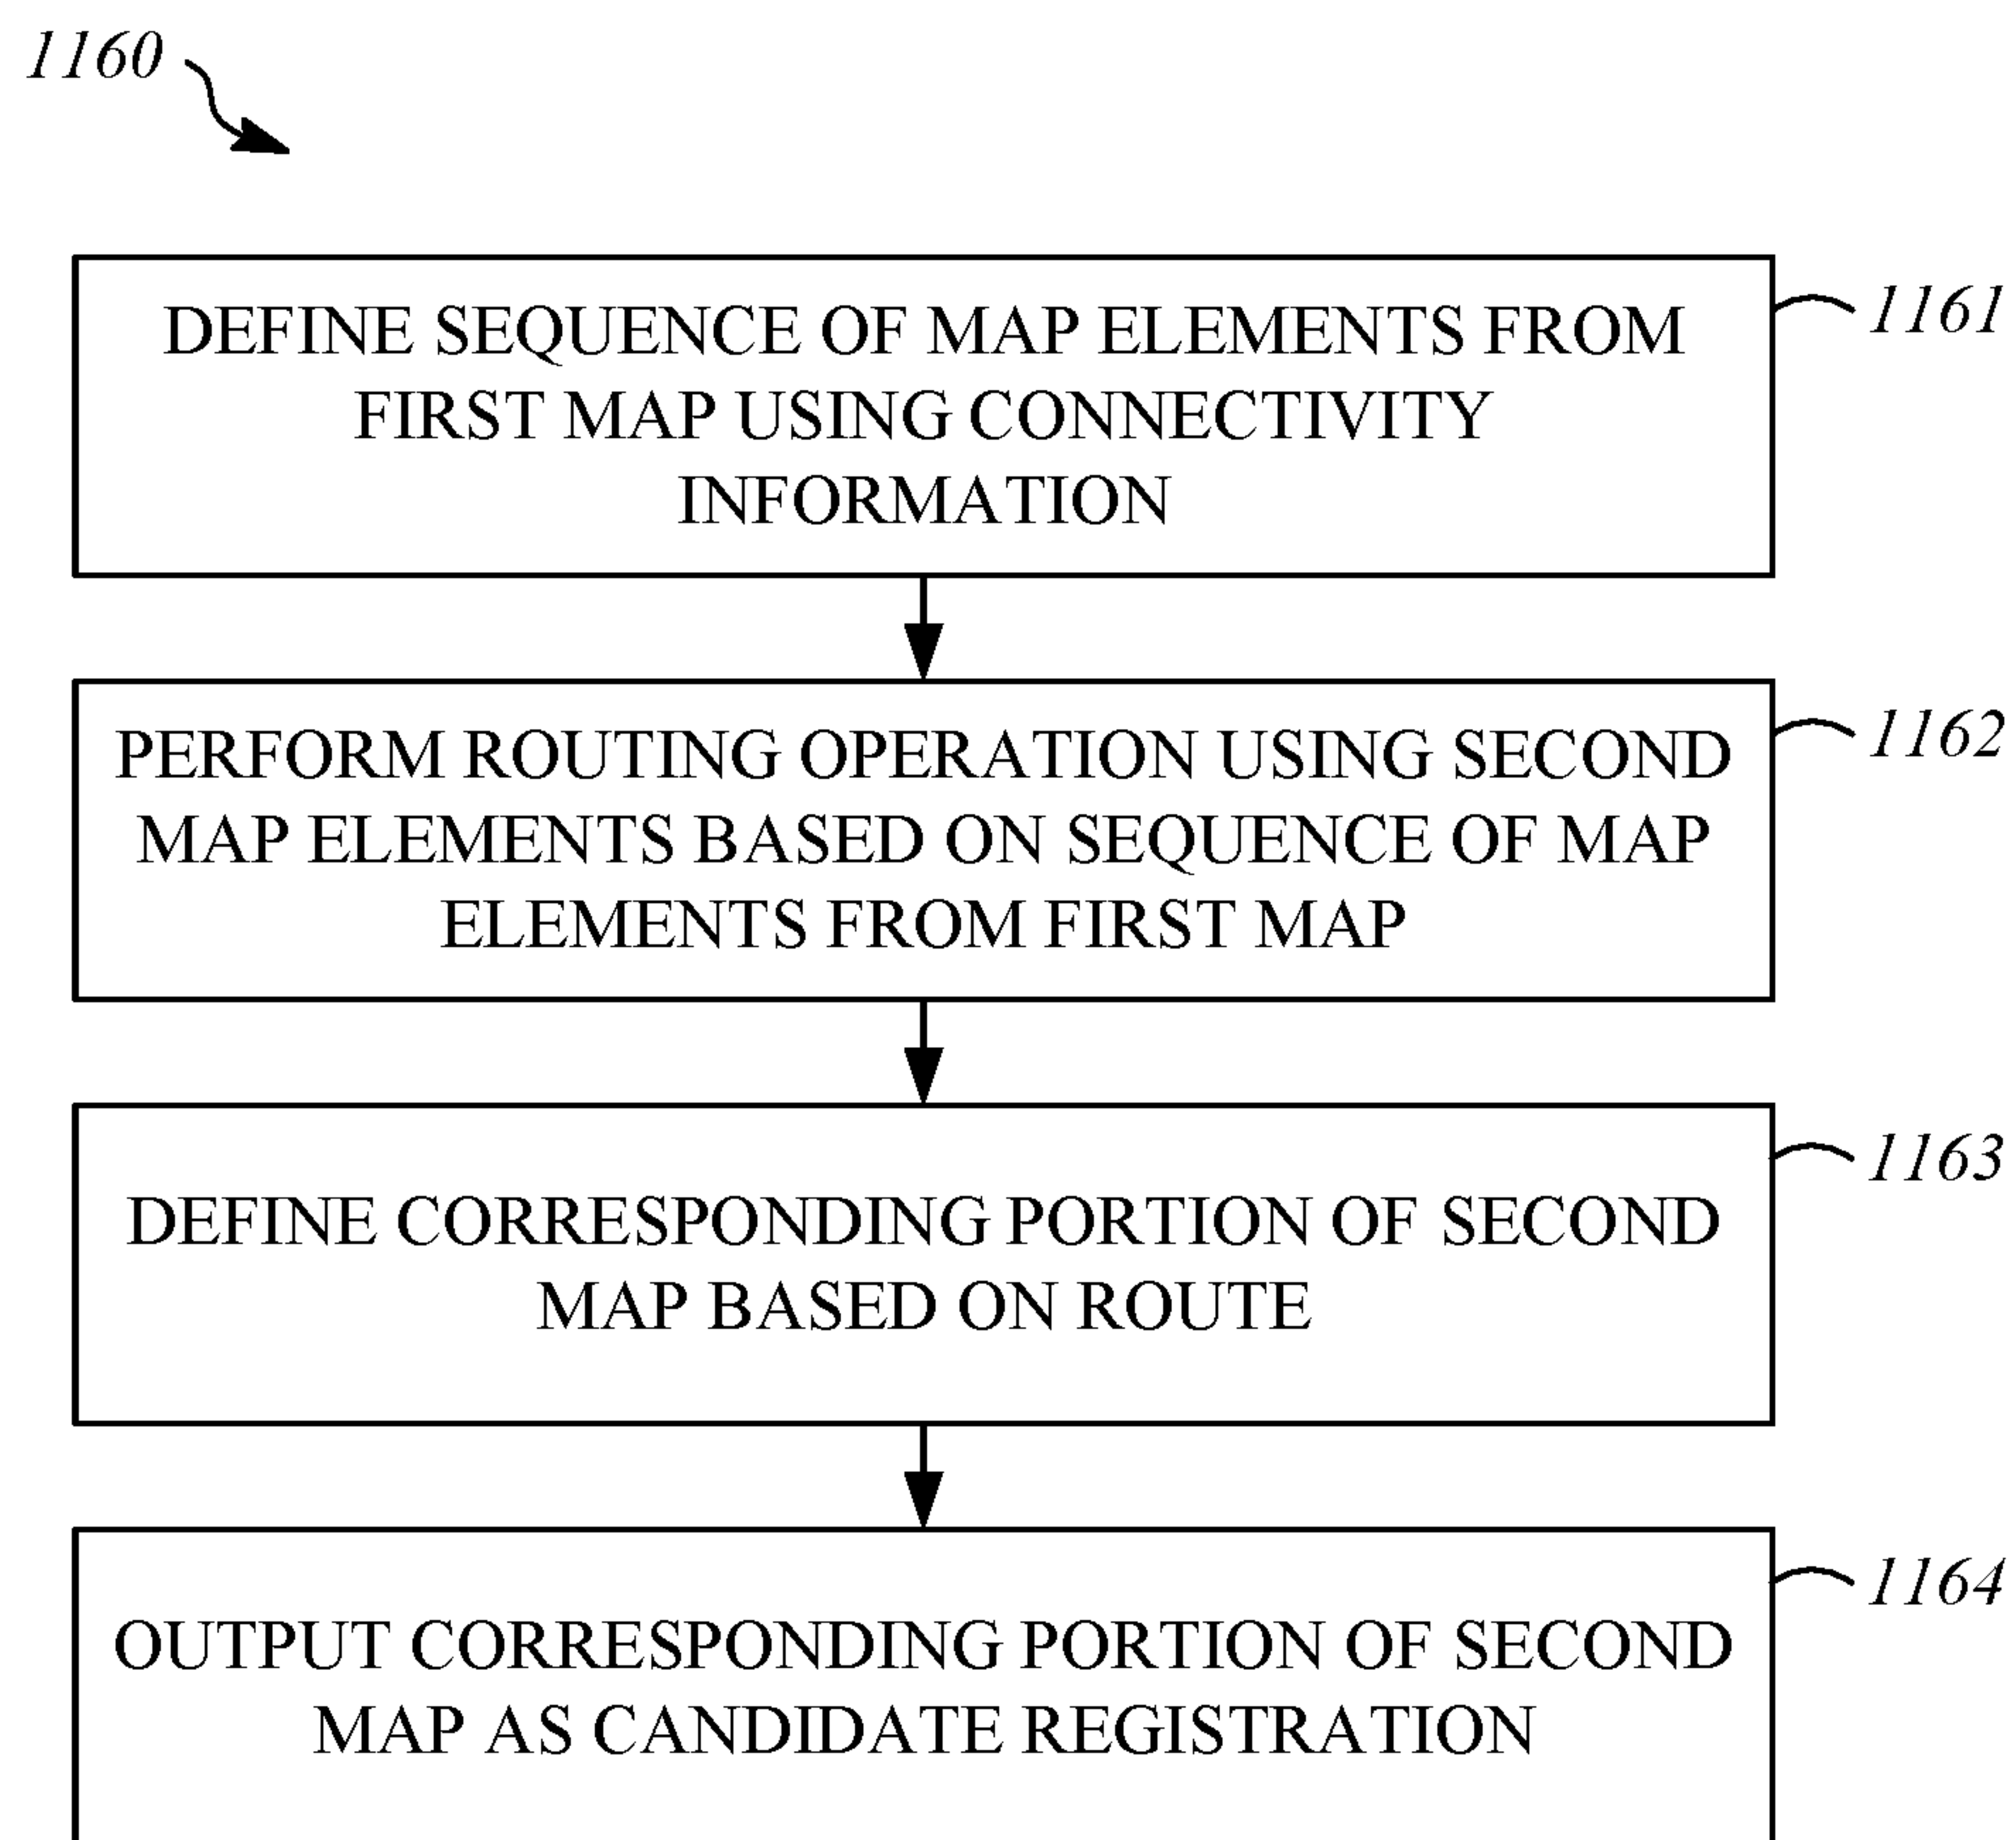 1160
DEFINE SEQUENCE OF MAP ELEMENTS FROM
FIRST MAP USING CONNECTIVITY
INFORMATION
1161
PERFORM ROUTING OPERATION USING SECOND
MAP ELEMENTS BASED ON SEQUENCE OF MAP
ELEMENTS FROM FIRST MAP
1162
DEFINE CORRESPONDING PORTION OF SECOND
MAP BASED ON ROUTE
1163
OUTPUT CORRESPONDING PORTION OF SECOND
MAP AS CANDIDATE REGISTRATION
1164